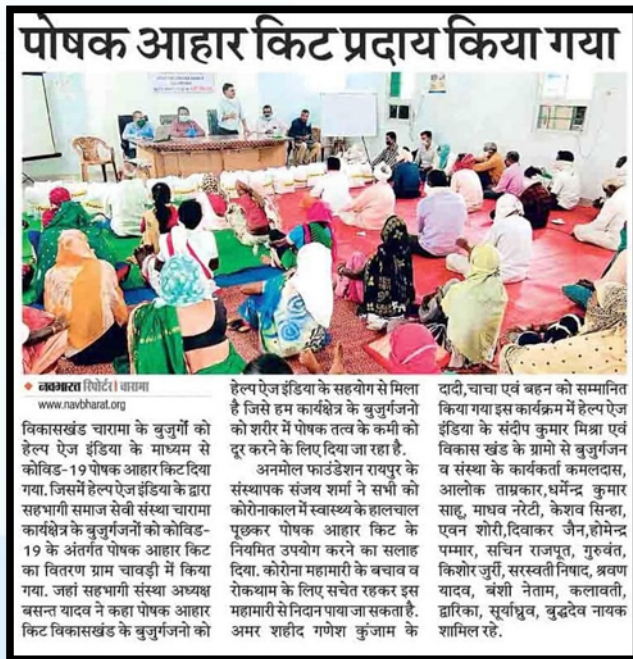 पोषक आहार किट प्रदाय किया गया
नवभारत रिपोर्टर। चारामा
www.navbharat.org
विकासखंड चारामा के बुजुर्गों को
हेल्प ऐज इंडिया के माध्यम से
कोविड-19 पोषक आहार किट दिया
गया. जिसमें हेल्प ऐज इंडिया के द्वारा
सहभागी समाज सेवी संस्था चारामा
कार्यक्षेत्र के बुजुर्गजनों को कोविड-
19 के अंतर्गत पोषक आहार किट
का वितरण ग्राम चावड़ी में किया
गया. जहां सहभागी संस्था अध्यक्ष
बसन्त यादव ने कहा पोषक आहार
किट विकासखंड के बुजुर्गजनो को
हेल्प ऐज इंडिया के सहयोग से मिला
है जिसे हम कार्यक्षेत्र के बुजुर्गजनो
को शरीर में पोषक तत्व के कमी को
दूर करने के लिए दिया जा रहा है.
अनमोल फाउंडेशन रायपुर के
संस्थापक संजय शर्मा ने सभी को
कोरोनाकाल में स्वास्थ्य के हालचाल
पूछकर पोषक आहार किट के
नियमित उपयोग करने का सलाह
दिया. कोरोना महामारी के बचाव व
रोकथाम के लिए सचेत रहकर इस
महामारी से निदान पाया जा सकता है.
अमर शहीद गणेश कुंजाम के
दादी,चाचा एवं बहन को सम्मानित
किया गया इस कार्यक्रम में हेल्प ऐज
इंडिया के संदीप कुमार मिश्रा एवं
विकास खंड के ग्रामो से बुजुर्गजन
व संस्था के कार्यकर्ता कमलदास,
आलोक ताम्रकार,धर्मेन्द्र कुमार
साहू, माधव नरेटी, केशव सिन्हा,
एवन शोरी,दिवाकर जैन,होमेन्द्र
पम्मार, सचिन राजपूत, गुरुवंत,
किशोर जुर्री, सरस्वती निषाद, श्रवण
यादव, बंशी नेताम, कलावती,
द्वारिका, सूर्याध्रुव, बुद्धदेव नायक
शामिल रहे.